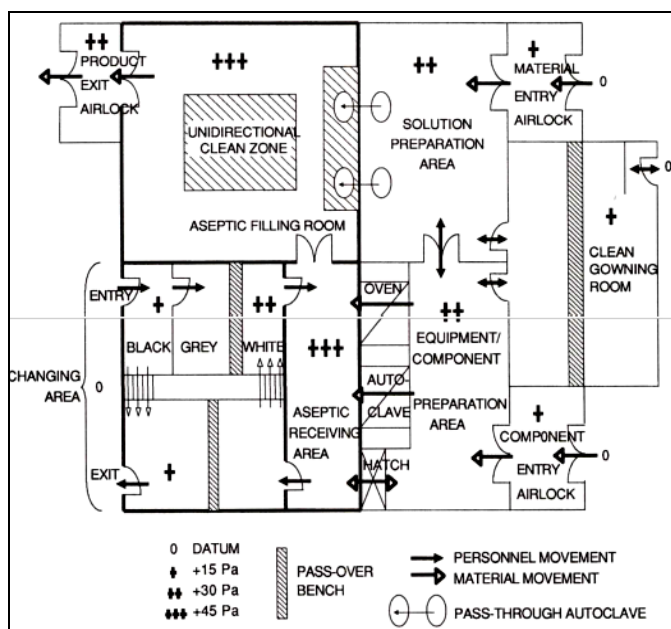 PRODUCT
EXIT
AIRLOCK
UNIDIRECTIONAL
CLEAN ZONE
ASEPTIC FILLING ROOM
SOLUTION
PREPARATION
AREA
MATERIAL
0
ENTRY
AIRLOCK
0
CLEAN
GOWNING
ROOM
ENTRY
BLACK
GREY
WHITE
CHANGING
AREA
0
EXIT
ASEPTIC
RECEIVING
AREA
OVEN
AUTO-
CLAVE
HATCH
EQUIPMENT/
COMPONENT
PREPARATION
AREA
COMPONENT
0
ENTRY
AIRLOCK
0 DATUM
+ +15 Pa
++ +30 Pa
+++ +45 Pa
PASS-OVER
BENCH
PERSONNEL MOVEMENT
MATERIAL MOVEMENT
PASS-THROUGH AUTOCLAVE